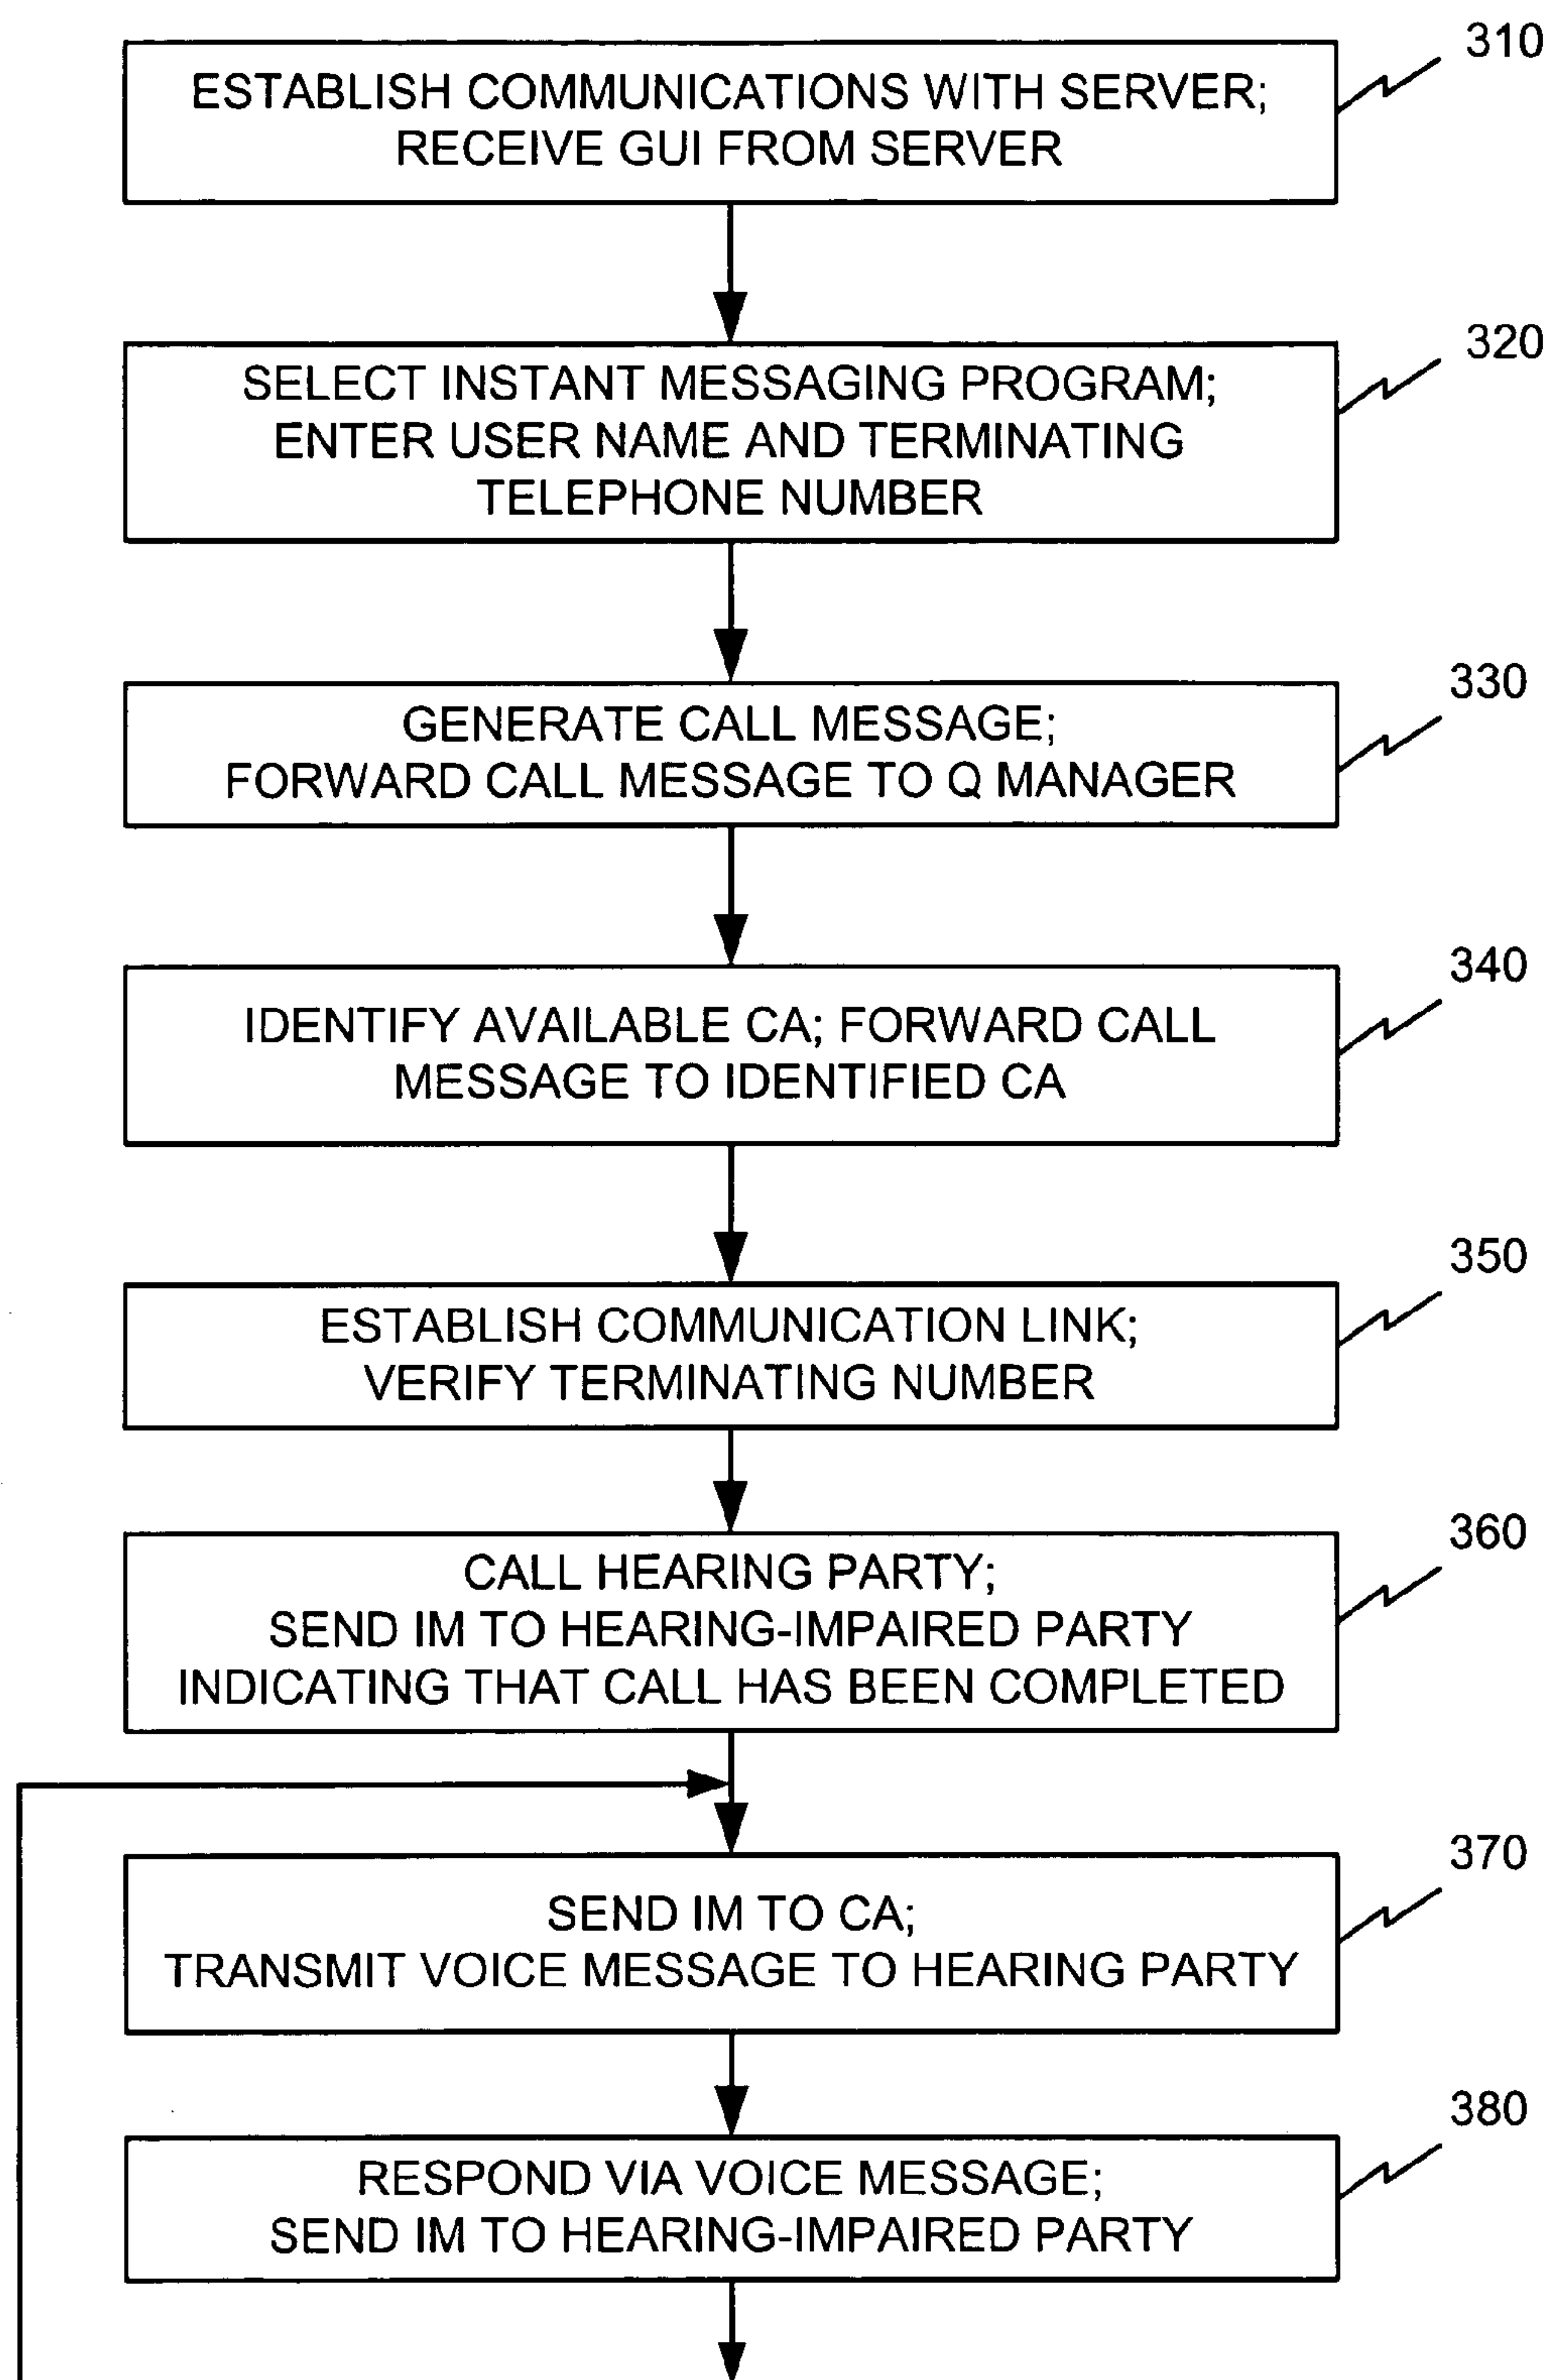 310
ESTABLISH COMMUNICATIONS WITH SERVER;
RECEIVE GUI FROM SERVER
320
SELECT INSTANT MESSAGING PROGRAM;
ENTER USER NAME AND TERMINATING
TELEPHONE NUMBER
330
GENERATE CALL MESSAGE;
FORWARD CALL MESSAGE TO Q MANAGER
340
IDENTIFY AVAILABLE CA; FORWARD CALL
MESSAGE TO IDENTIFIED CA
350
ESTABLISH COMMUNICATION LINK;
VERIFY TERMINATING NUMBER
360
CALL HEARING PARTY;
SEND IM TO HEARING-IMPAIRED PARTY
INDICATING THAT CALL HAS BEEN COMPLETED
370
SEND IM TO CA;
TRANSMIT VOICE MESSAGE TO HEARING PARTY
380
RESPOND VIA VOICE MESSAGE;
SEND IM TO HEARING-IMPAIRED PARTY